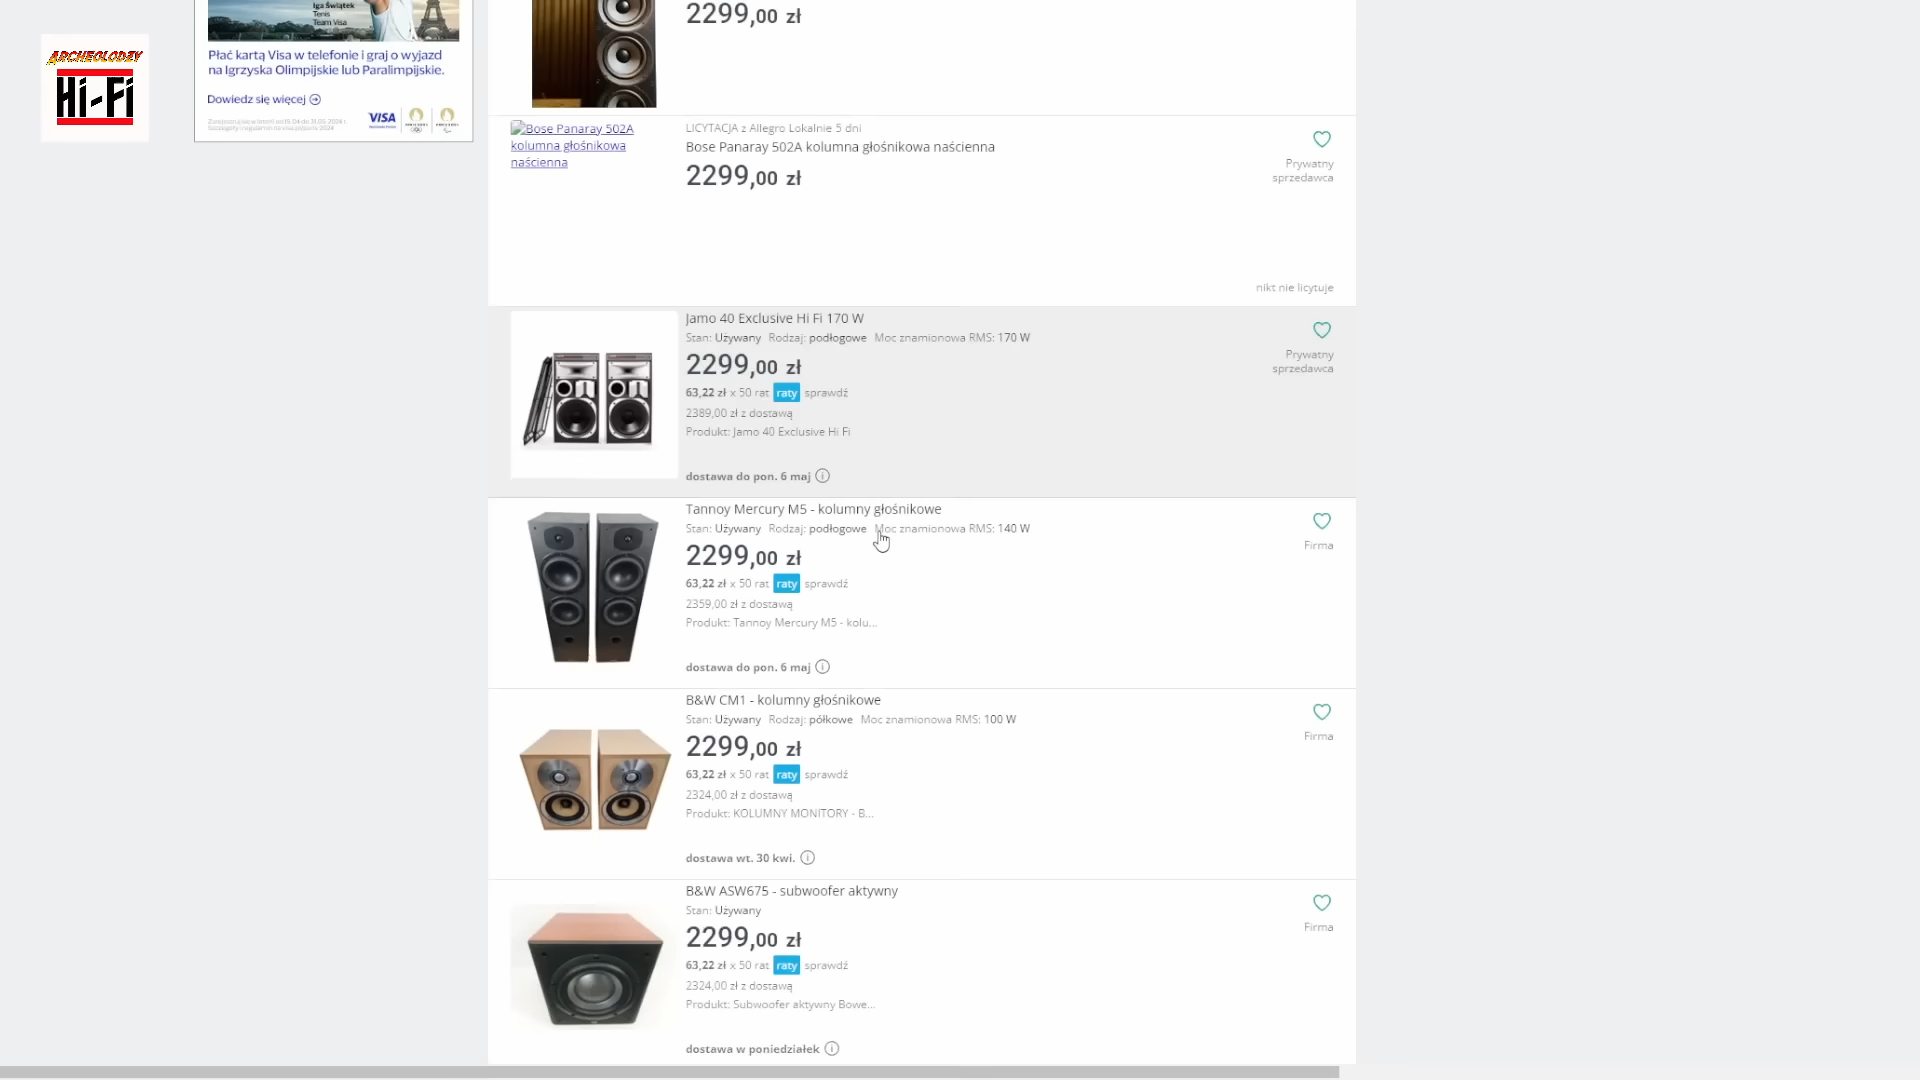 ARCHEOLODZY
Hi-Fi
Iga Świątek
Tenis
Team Visa
Płać kartą Visa w telefonie i graj o wyjazd
na Igrzyska Olimpijskie lub Paralimpijskie.
Dowiedz się więcej
VISA
2299,00 zł
Bose Panaray 502A
kolumna głośnikowa
naścienna
LICYTACJA z Allegro Lokalnie 5 dni
Bose Panaray 502A kolumna głośnikowa naścienna
2299,00 zł
Prywatny
sprzedawca
nikt nie licytuje
Jamo 40 Exclusive Hi Fi 170 W
Stan: Używany Rodzaj: podłogowe Moc znamionowa RMS: 170 W
2299,00 zł
63,22 zł x 50 rat raty sprawdź
2389,00 zł z dostawą
Produkt: Jamo 40 Exclusive Hi Fi
dostawa do pon. 6 maj
Prywatny
sprzedawca
Tannoy Mercury M5 - kolumny głośnikowe
Stan: Używany Rodzaj: podłogowe Moc znamionowa RMS: 140 W
2299,00 zł
63,22 zł x 50 rat raty sprawdź
2359,00 zł z dostawą
Produkt: Tannoy Mercury M5 - kolu...
dostawa do pon. 6 maj
Firma
B&W CM1 - kolumny głośnikowe
Stan: Używany Rodzaj: półkowe Moc znamionowa RMS: 100 W
2299,00 zł
63,22 zł x 50 rat raty sprawdź
2324,00 zł z dostawą
Produkt: KOLUMNY MONITORY - B...
dostawa wt. 30 kwi.
Firma
B&W ASW675 - subwoofer aktywny
Stan: Używany
2299,00 zł
63,22 zł x 50 rat raty sprawdź
2324,00 zł z dostawą
Produkt: Subwoofer aktywny Bowe...
dostawa w poniedziałek
Firma